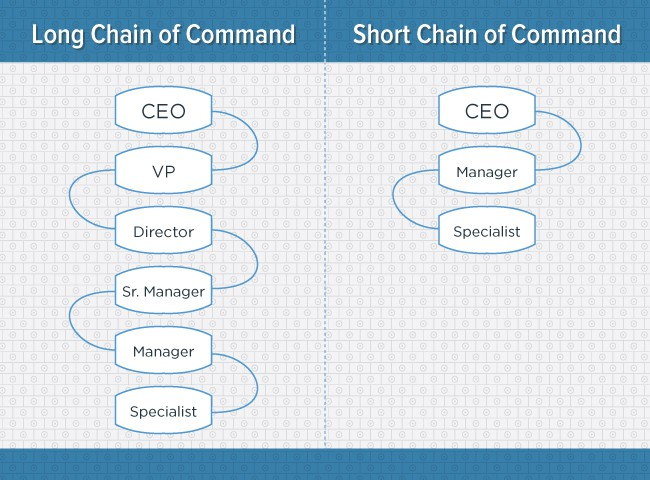 Long Chain of Command
CEO
VP
Director
Sr. Manager
Manager
Specialist
Short Chain of Command
CEO
Manager
Specialist